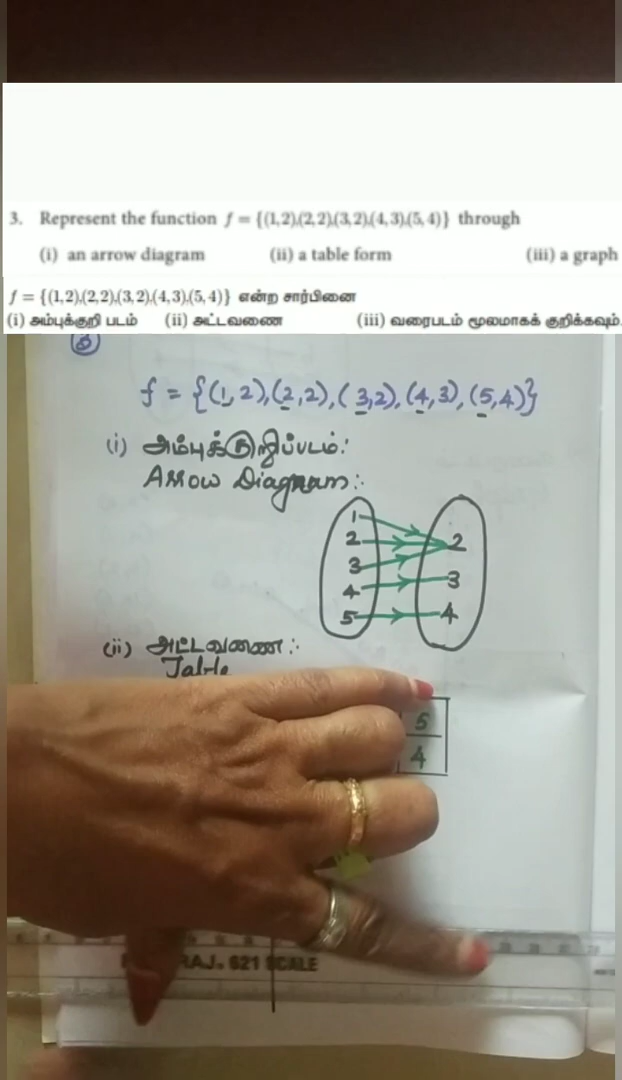 3. Represent the function f = {(1,2),(2,2),(3,2),(4,3),(5,4)} through
(i) an arrow diagram (ii) a table form (iii) a graph
f = {(1,2),(2,2),(3,2),(4,3),(5,4)} என்ற சார்பினை
(i) அம்புக்குறி படம் (ii) அட்டவணை (iii) வரைபடம் மூலமாகக் குறிக்கவும்.
③
f = {(1,2),(2,2),(3,2),(4,3),(5,4)}
(i) அம்புக்குறிப்படம்:
Arrow Diagram:
1
2 2
3
4 3
5 4
(ii) அட்டவணை:
Table
5
4
RAJ. 621 SCALE